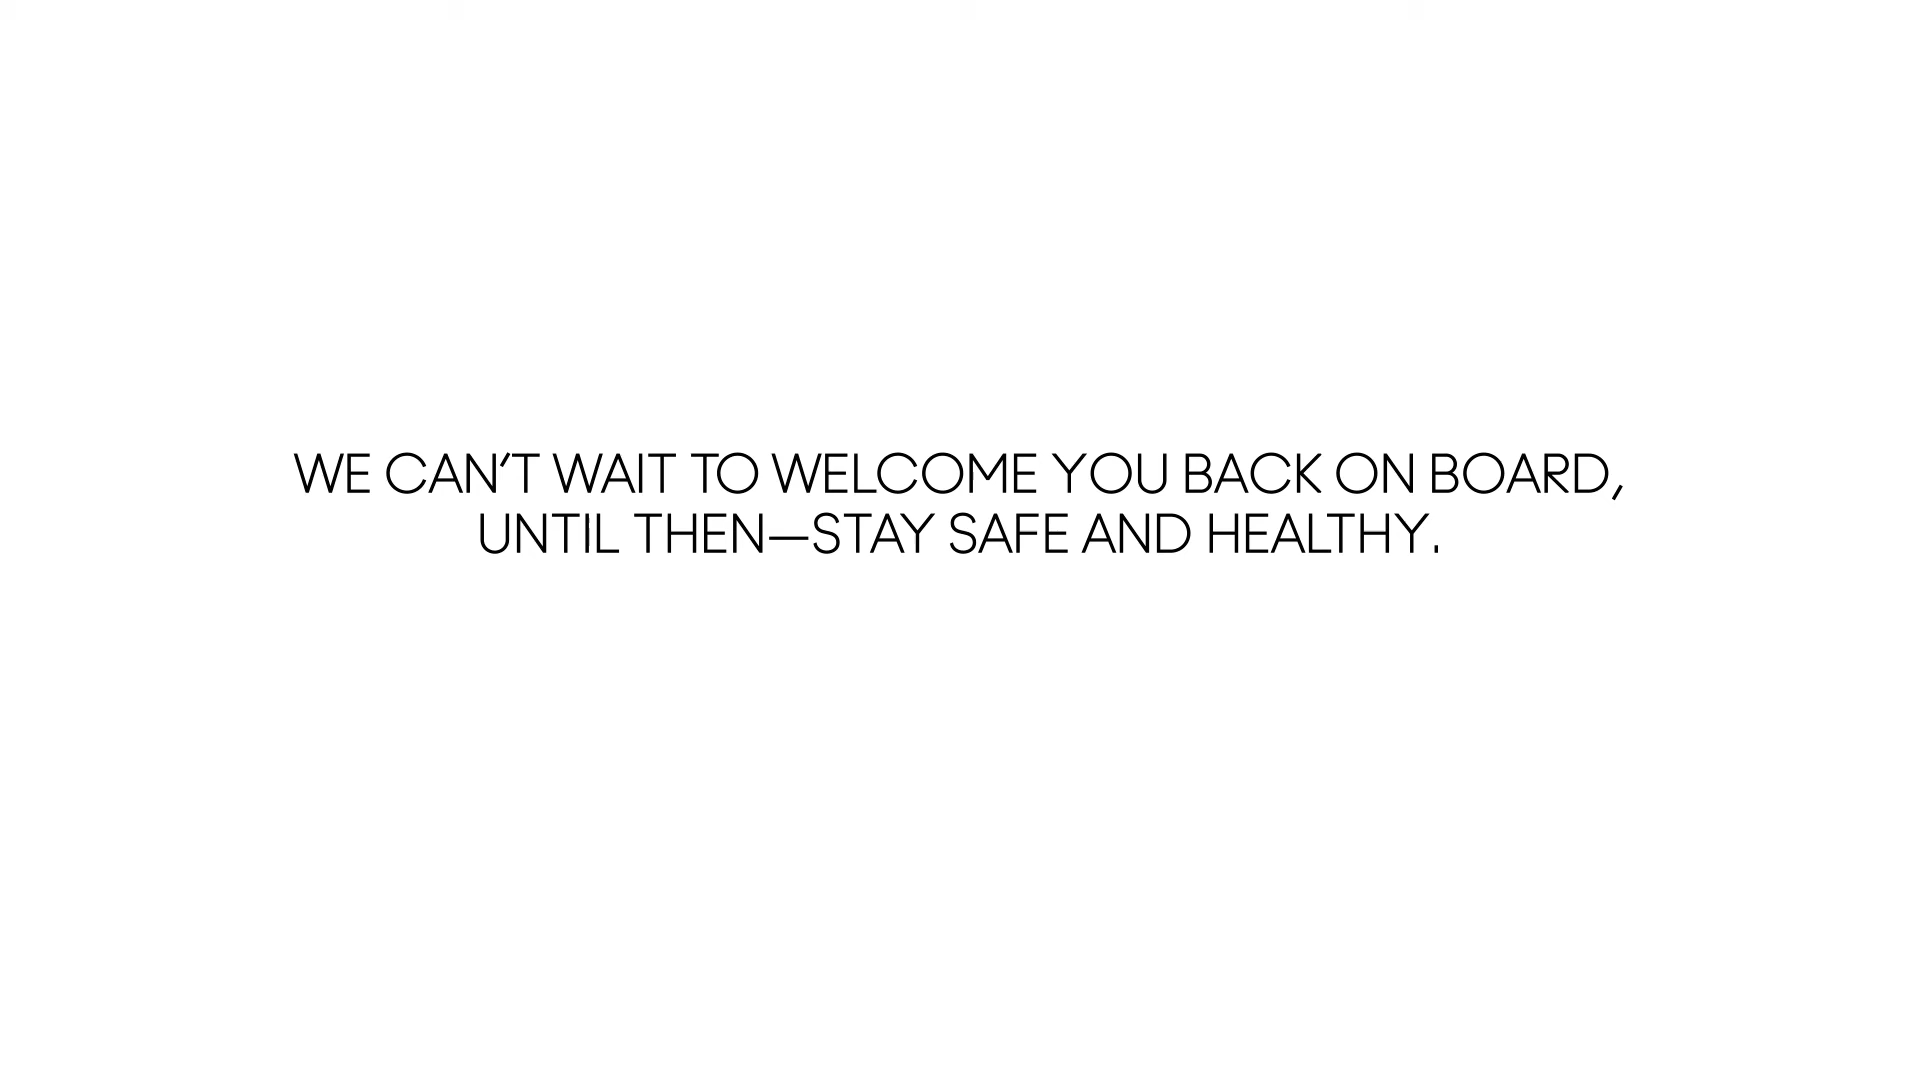 WE CAN’T WAIT TO WELCOME YOU BACK ON BOARD,
UNTIL THEN—STAY SAFE AND HEALTHY.